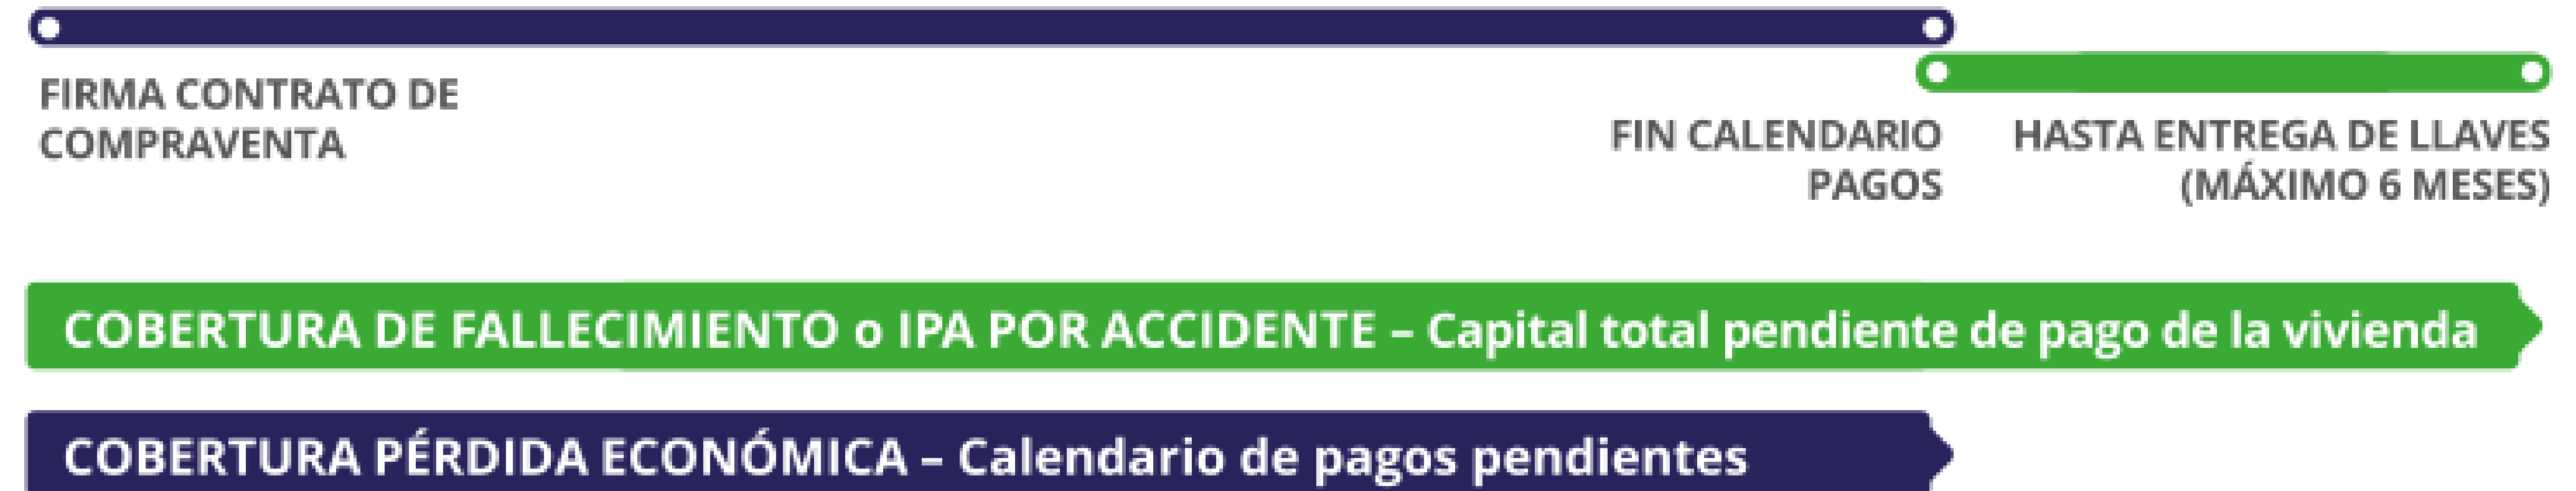 FIRMA CONTRATO DE
COMPRAVENTA
FIN CALENDARIO
PAGOS
HASTA ENTREGA DE LLAVES
(MÁXIMO 6 MESES)
COBERTURA DE FALLECIMIENTO o IPA POR ACCIDENTE – Capital total pendiente de pago de la vivienda
COBERTURA PÉRDIDA ECONÓMICA – Calendario de pagos pendientes